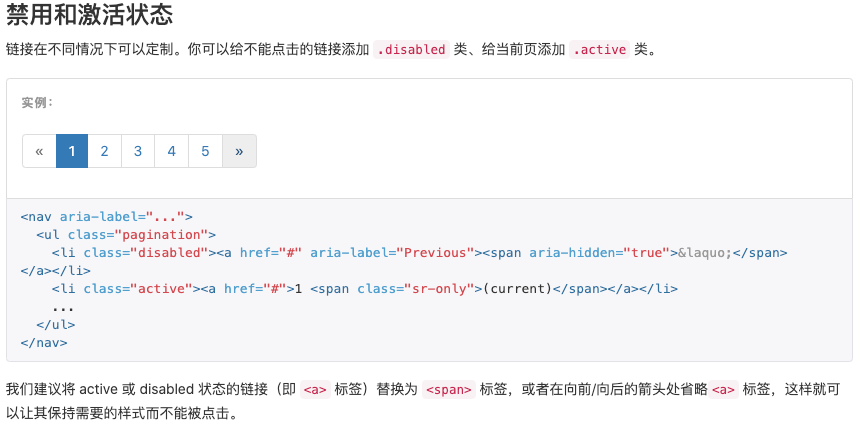 禁用和激活状态
链接在不同情况下可以定制。你可以给不能点击的链接添加 .disabled 类、给当前页添加 .active 类。
实例：
« 1 2 3 4 5 »
<nav aria-label="...">
  <ul class="pagination">
    <li class="disabled"><a href="#" aria-label="Previous"><span aria-hidden="true">&laquo;</span>
</a></li>
    <li class="active"><a href="#">1 <span class="sr-only">(current)</span></a></li>
    ...
  </ul>
</nav>
我们建议将 active 或 disabled 状态的链接（即 <a> 标签）替换为 <span> 标签，或者在向前/向后的箭头处省略<a> 标签，这样就可
以让其保持需要的样式而不能被点击。